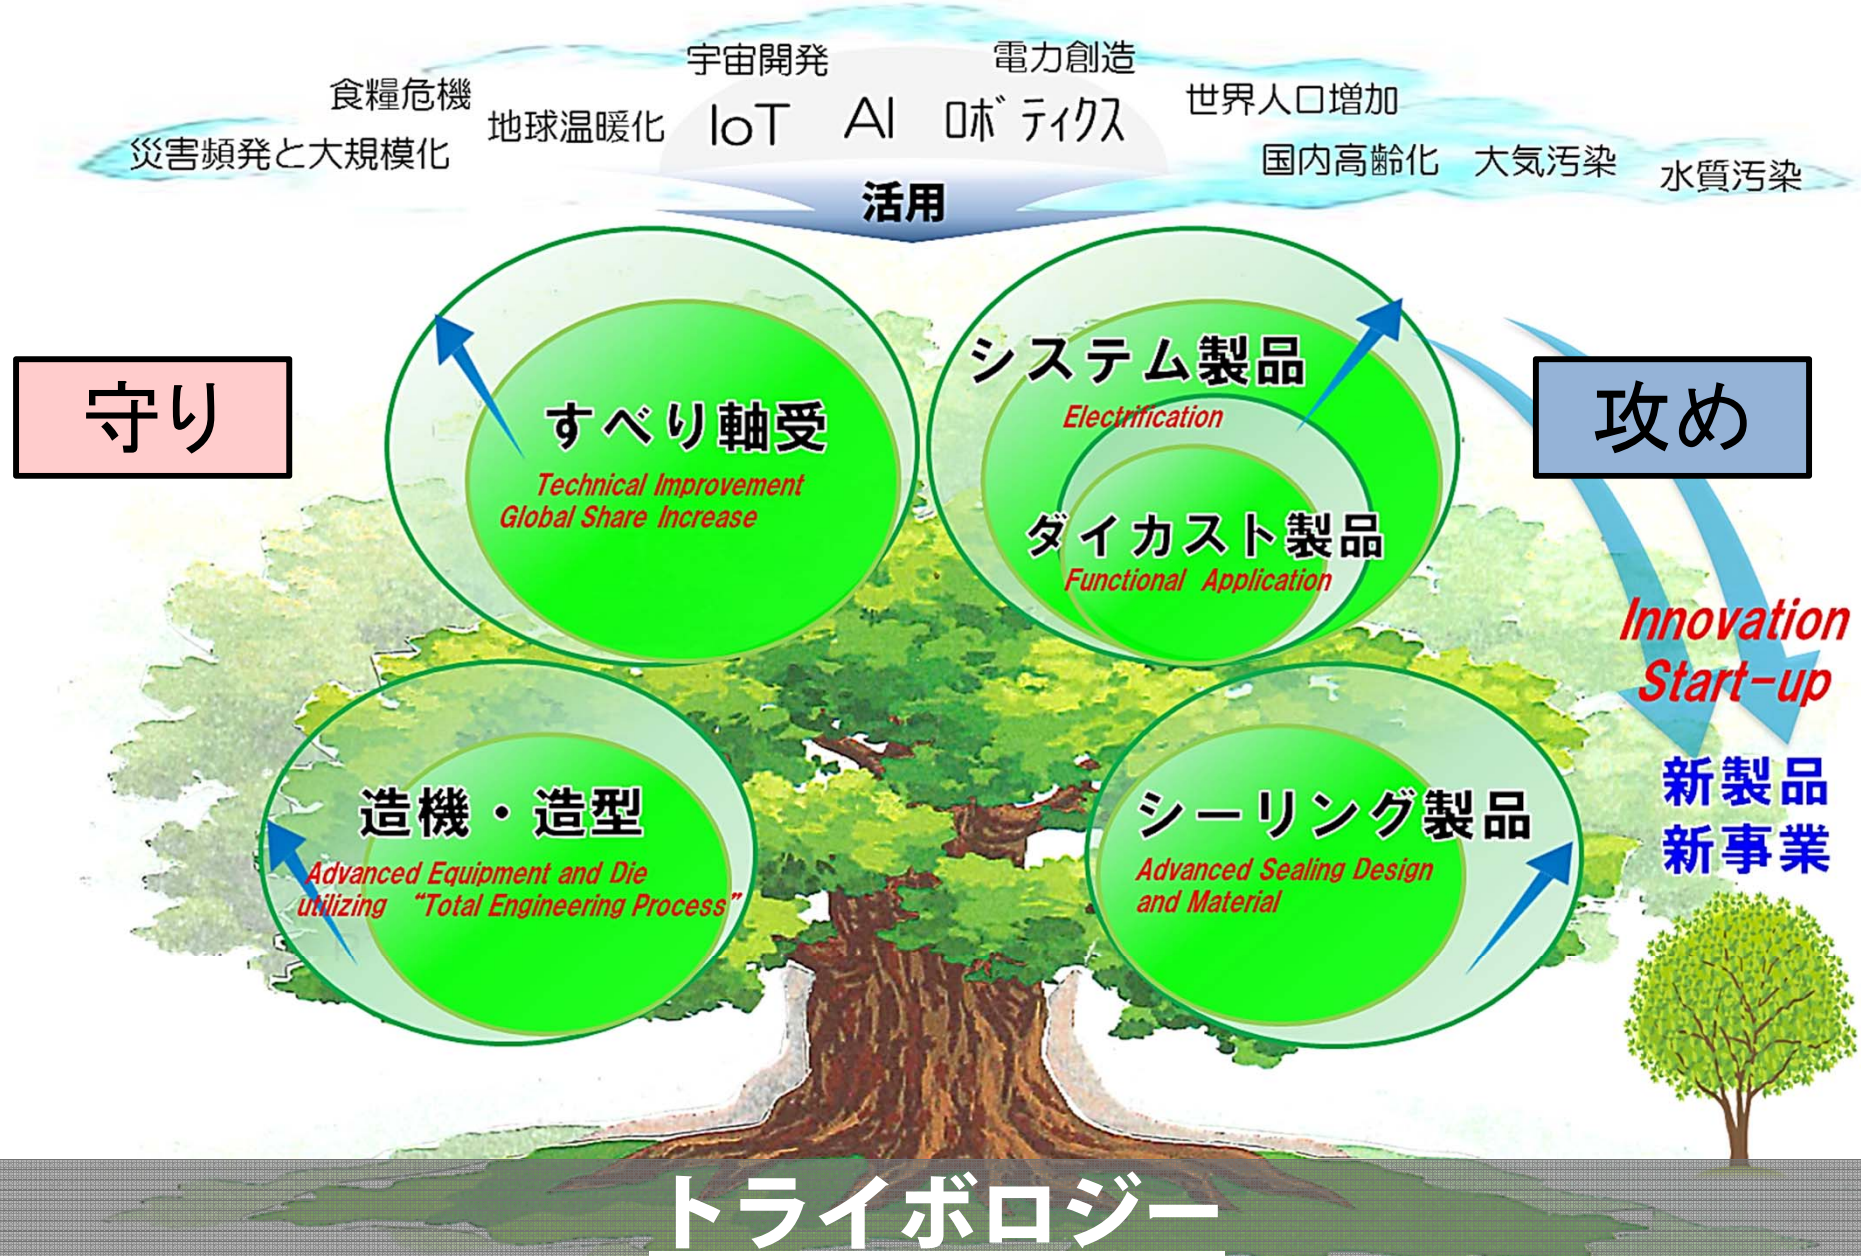 宇宙開発
電力創造
食糧危機
世界人口増加
地球温暖化
IoT AI ロボティクス
災害頻発と大規模化
国内高齢化 大気汚染 水質汚染
活用
守り
攻め
すべり軸受
Technical Improvement
Global Share Increase
システム製品
Electrification
ダイカスト製品
Functional Application
Innovation
Start-up
新製品
新事業
造機・造型
Advanced Equipment and Die
utilizing “Total Engineering Process”
シーリング製品
Advanced Sealing Design
and Material
トライボロジー